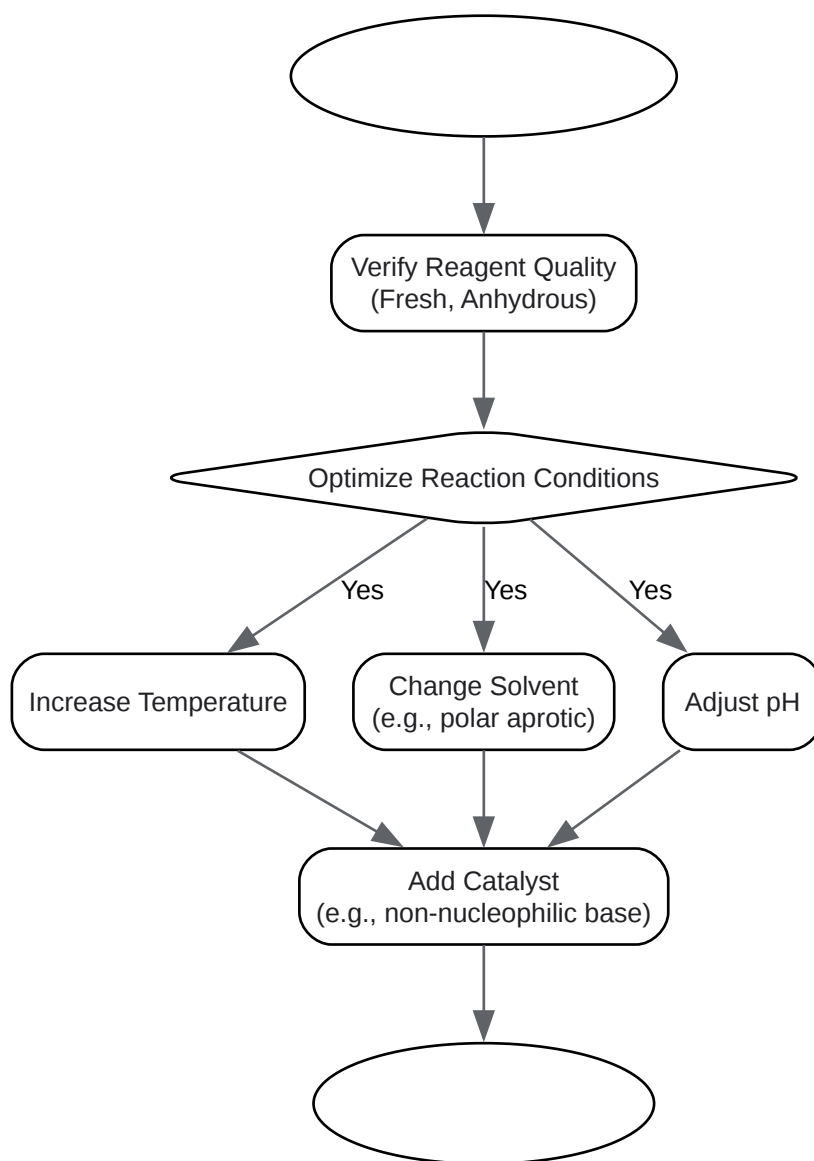 Verify Reagent Quality
(Fresh, Anhydrous)
Optimize Reaction Conditions
Yes
Yes
Yes
Increase Temperature
Change Solvent
(e.g., polar aprotic)
Adjust pH
Add Catalyst
(e.g., non-nucleophilic base)